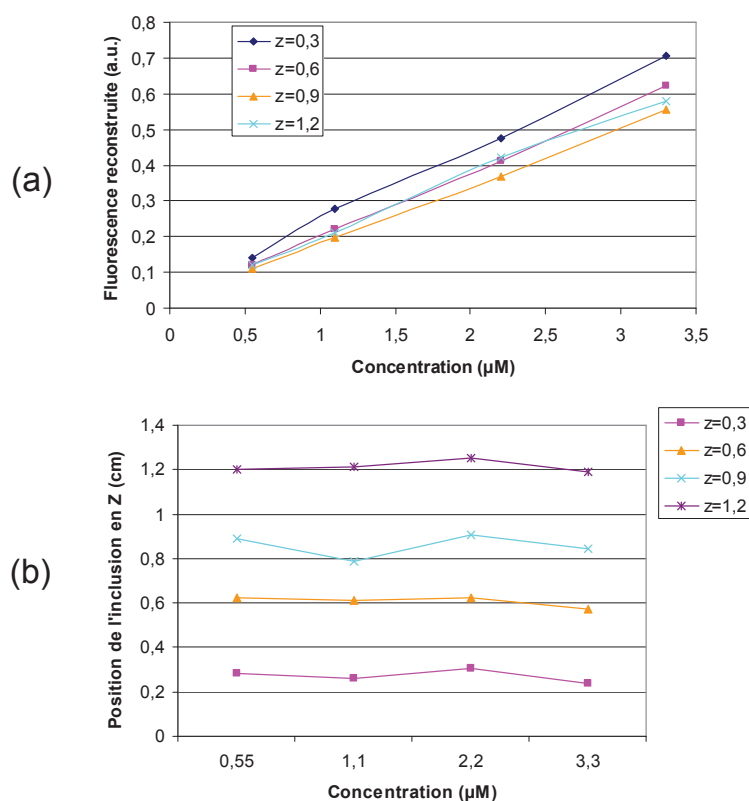 (a)
Fluorescence reconstruite (a.u.)
0,8
0,7
0,6
0,5
0,4
0,3
0,2
0,1
0
z=0,3
z=0,6
z=0,9
z=1,2
0
0,5
1
1,5
2
2,5
3
3,5
Concentration (µM)
(b)
Position de l'inclusion en Z (cm)
1,4
1,2
1
0,8
0,6
0,4
0,2
0
z=0,3
z=0,6
z=0,9
z=1,2
0,55
1,1
2,2
3,3
Concentration (µM)